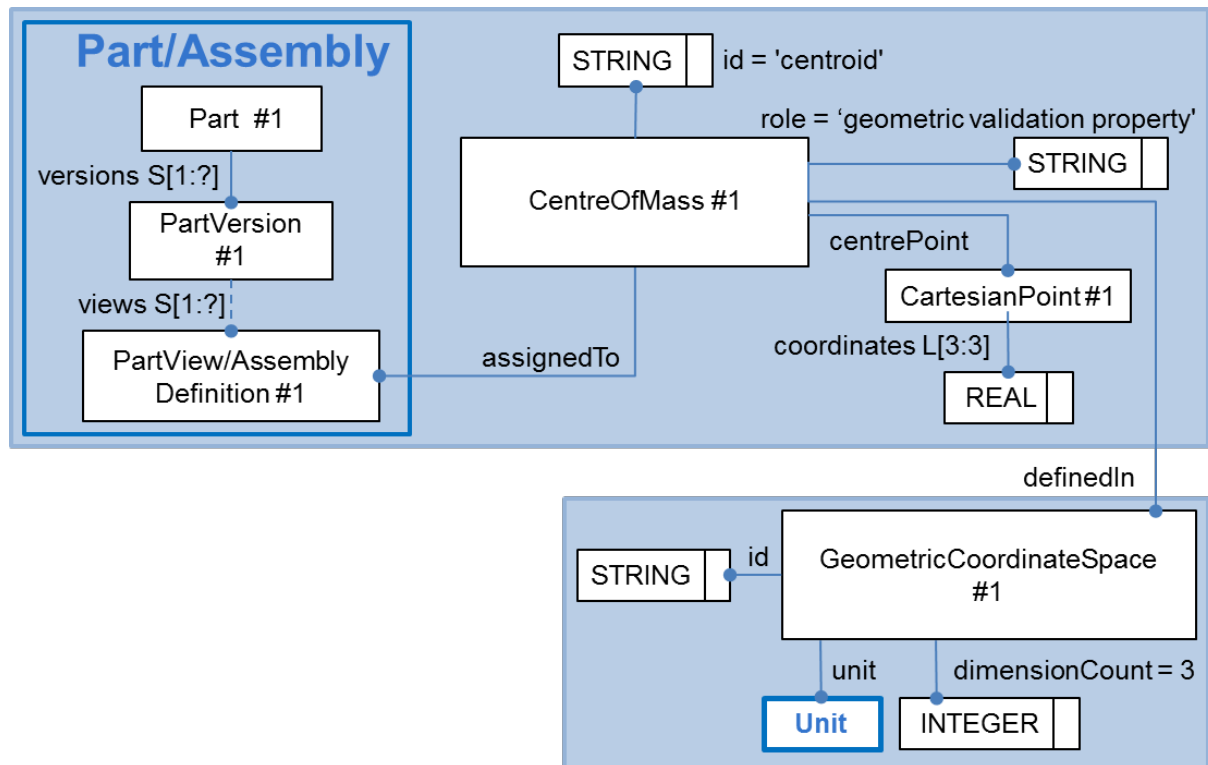 Part/Assembly
Part #1
versions S[1:?]
PartVersion
#1
views S[1:?]
PartView/Assembly
Definition #1
STRING
id = 'centroid'
role = ‘geometric validation property'
STRING
CentreOfMass #1
centrePoint
CartesianPoint #1
coordinates L[3:3]
REAL
assignedTo
definedIn
STRING
id
GeometricCoordinateSpace
#1
unit
dimensionCount = 3
Unit
INTEGER